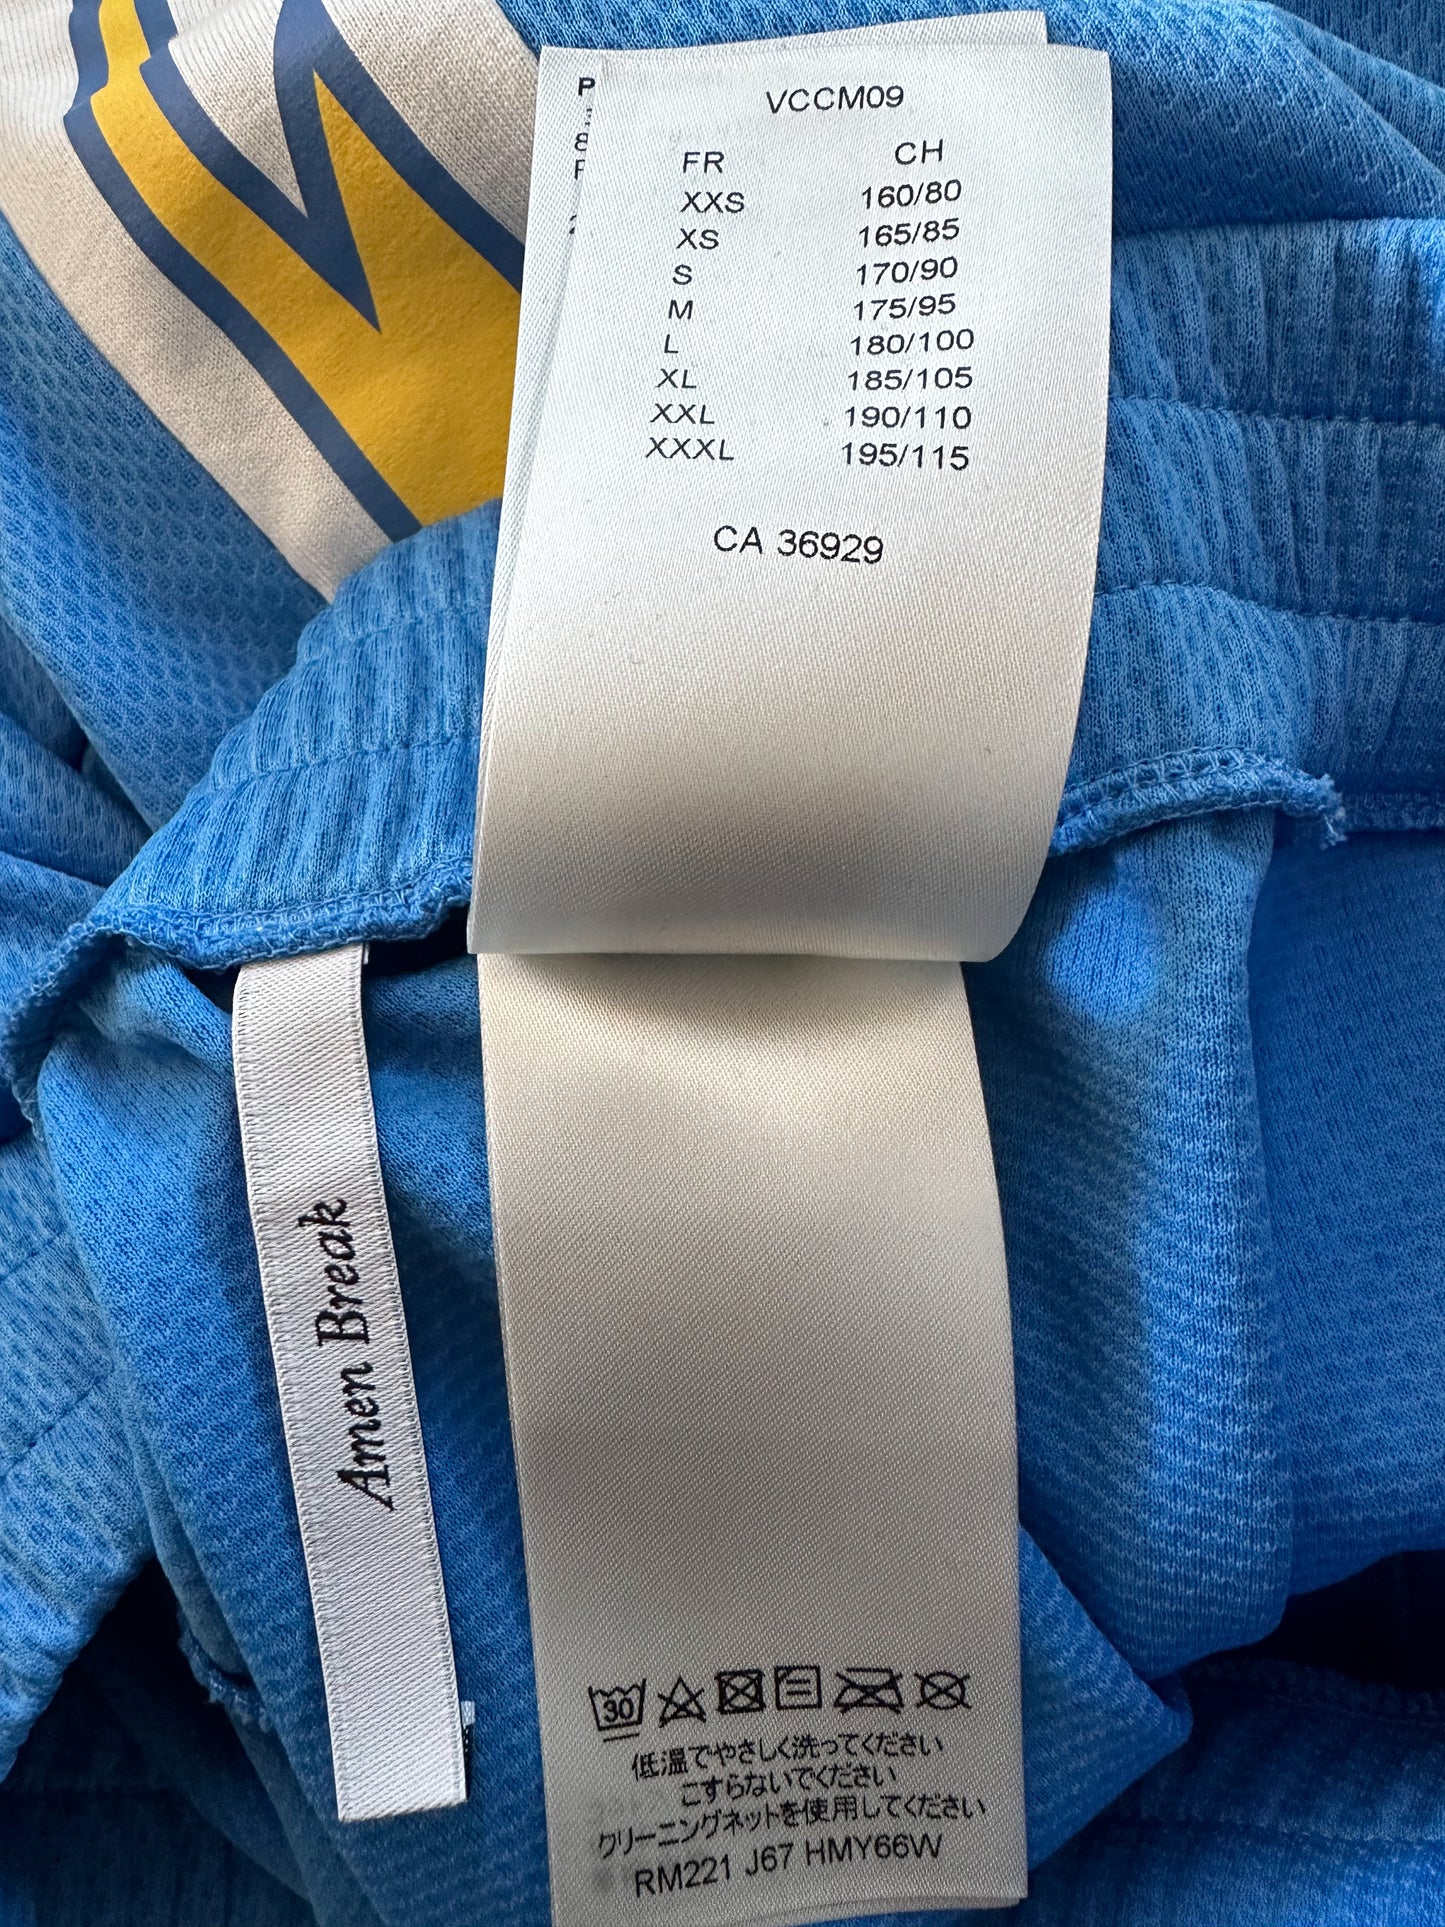 VCCM09
FR CH
XXS 160/80
XS 165/85
S 170/90
M 175/95
L 180/100
XL 185/105
XXL 190/110
XXXL 195/115
CA 36929
Amen Break
30
低温でやさしく洗ってください
こすらないでください
クリーニングネットを使用してください
RM221 J67 HMY66W